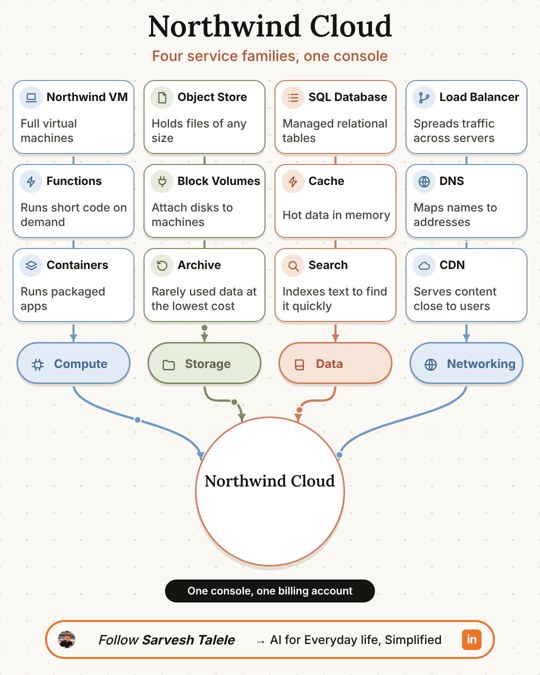 Northwind Cloud
Four service families, one console
Northwind VM
Full virtual
machines
Object Store
Holds files of any
size
SQL Database
Managed relational
tables
Load Balancer
Spreads traffic
across servers
Functions
Runs short code on
demand
Block Volumes
Attach disks to
machines
Cache
Hot data in memory
DNS
Maps names to
addresses
Containers
Runs packaged
apps
Archive
Rarely used data at
the lowest cost
Search
Indexes text to find
it quickly
CDN
Serves content
close to users
Compute
Storage
Data
Networking
Northwind Cloud
One console, one billing account
Follow Sarvesh Talele → AI for Everyday life, Simplified in